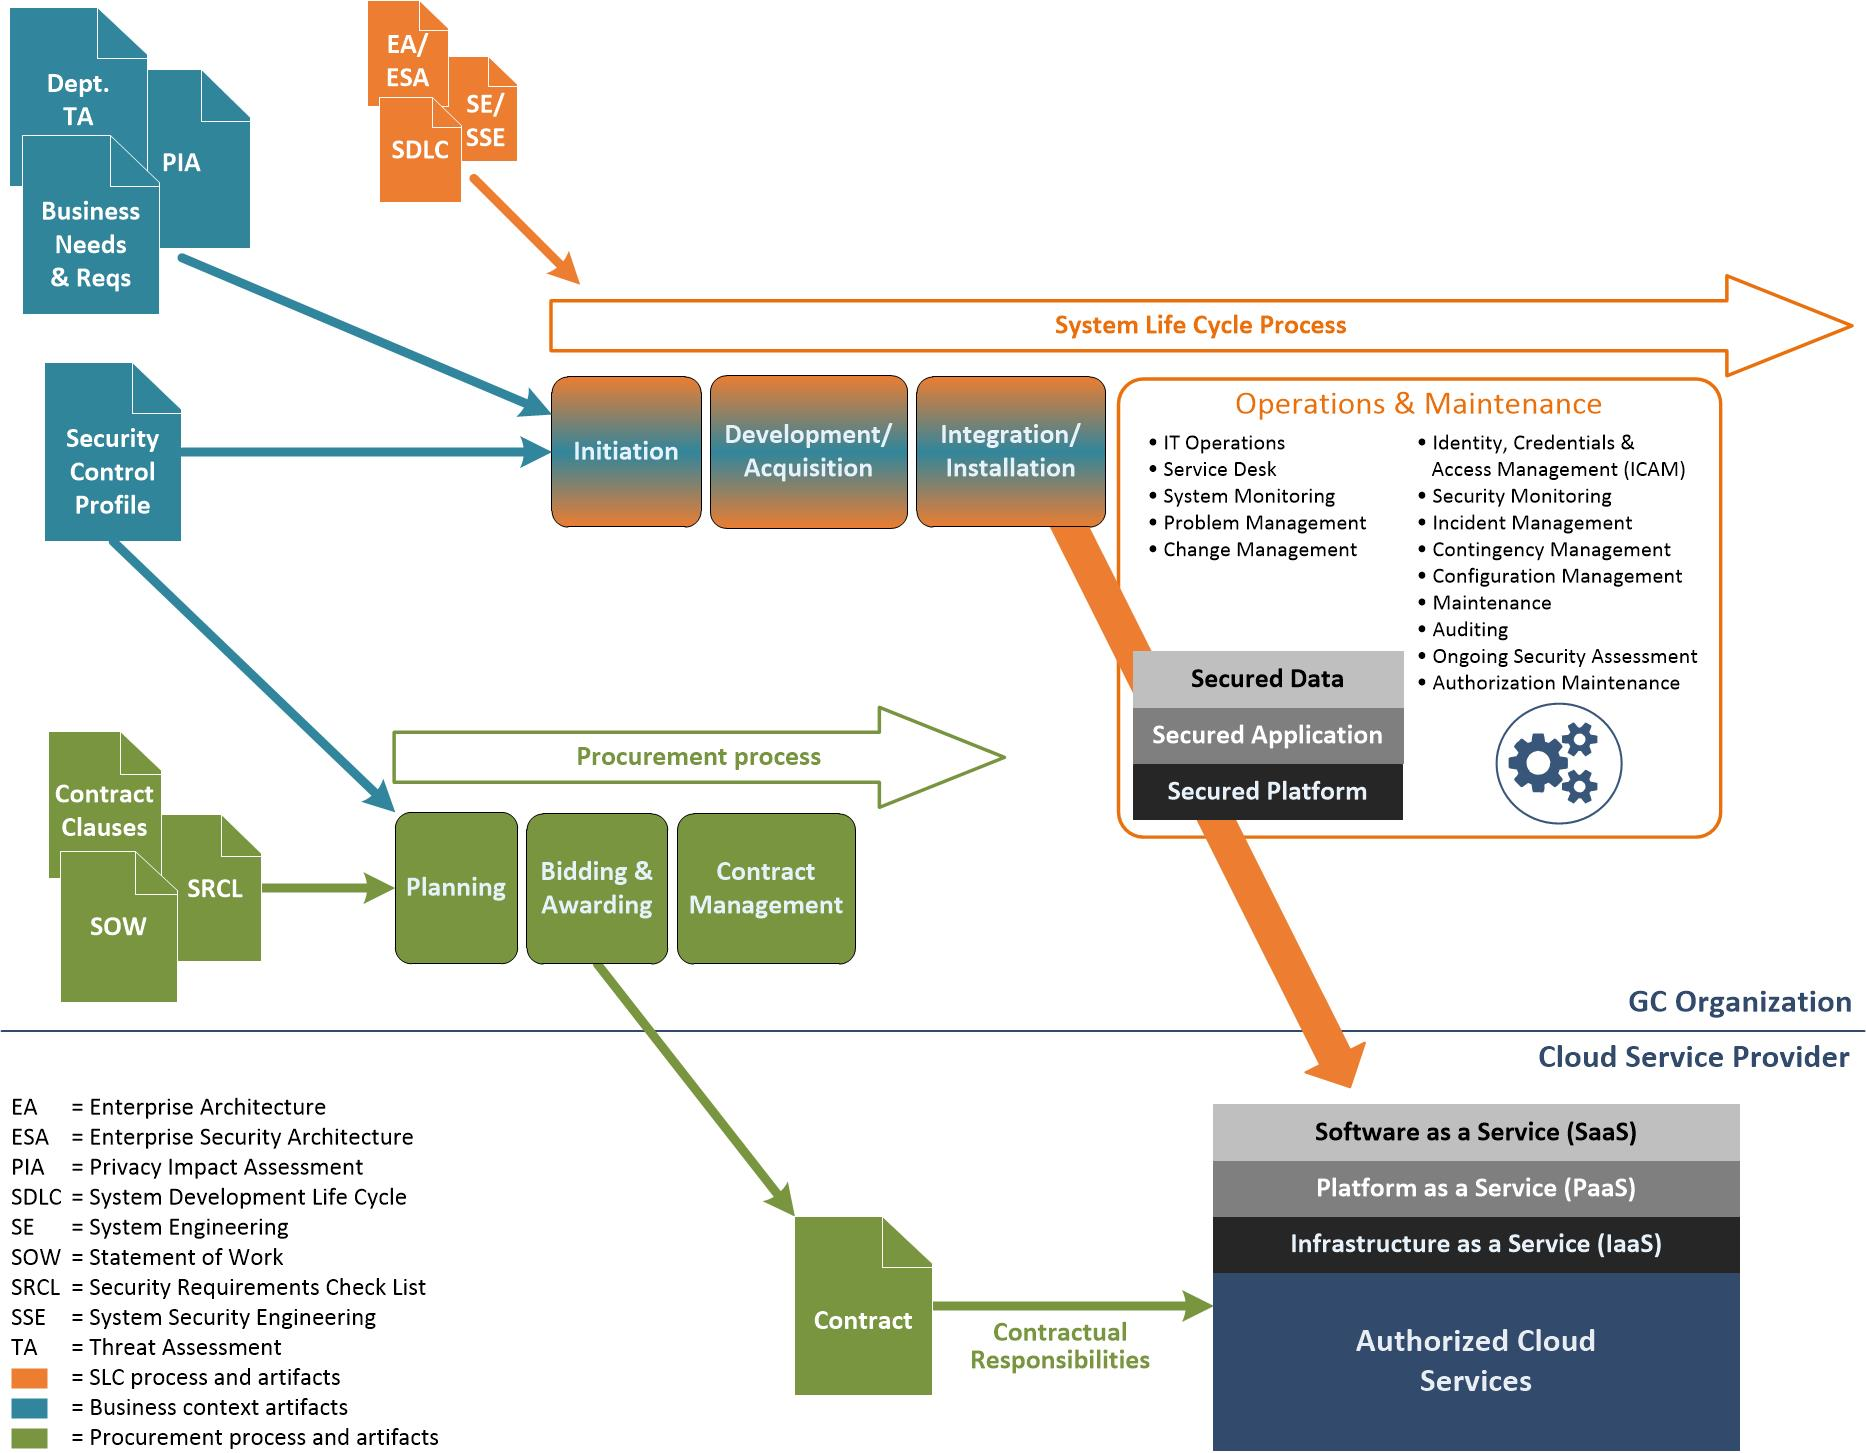 Dept.
TA
PIA
Business
Needs
& Reqs
EA/
ESA
SE/
SSE
SDLC
System Life Cycle Process
Security
Control
Profile
Initiation
Development/
Acquisition
Integration/
Installation
Operations & Maintenance
• IT Operations
• Service Desk
• System Monitoring
• Problem Management
• Change Management
• Identity, Credentials &
Access Management (ICAM)
• Security Monitoring
• Incident Management
• Contingency Management
• Configuration Management
• Maintenance
• Auditing
• Ongoing Security Assessment
• Authorization Maintenance
Secured Data
Secured Application
Secured Platform
Procurement process
Contract
Clauses
SRCL
SOW
Planning
Bidding &
Awarding
Contract
Management
GC Organization
Cloud Service Provider
EA = Enterprise Architecture
ESA = Enterprise Security Architecture
PIA = Privacy Impact Assessment
SDLC = System Development Life Cycle
SE = System Engineering
SOW = Statement of Work
SRCL = Security Requirements Check List
SSE = System Security Engineering
TA = Threat Assessment
= SLC process and artifacts
= Business context artifacts
= Procurement process and artifacts
Contract
Contractual
Responsibilities
Software as a Service (SaaS)
Platform as a Service (PaaS)
Infrastructure as a Service (IaaS)
Authorized Cloud
Services